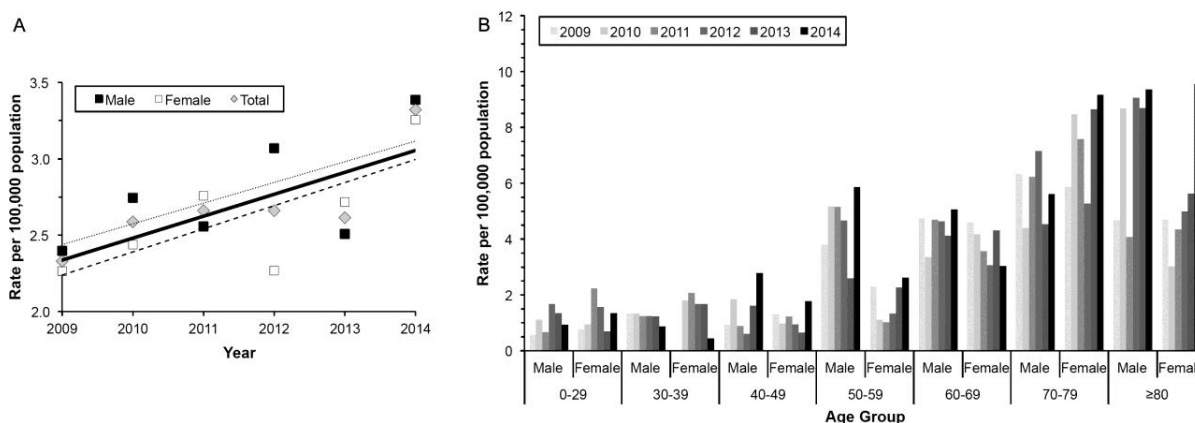 A
Male Female Total
Rate per 100,000 population
3.5
3.0
2.5
2.0
2009 2010 2011 2012 2013 2014
Year
B
2009 2010 2011 2012 2013 2014
Rate per 100,000 population
12
10
8
6
4
2
0
Male Female Male Female Male Female Male Female Male Female Male Female Male Female
0-29 30-39 40-49 50-59 60-69 70-79 ≥80
Age Group